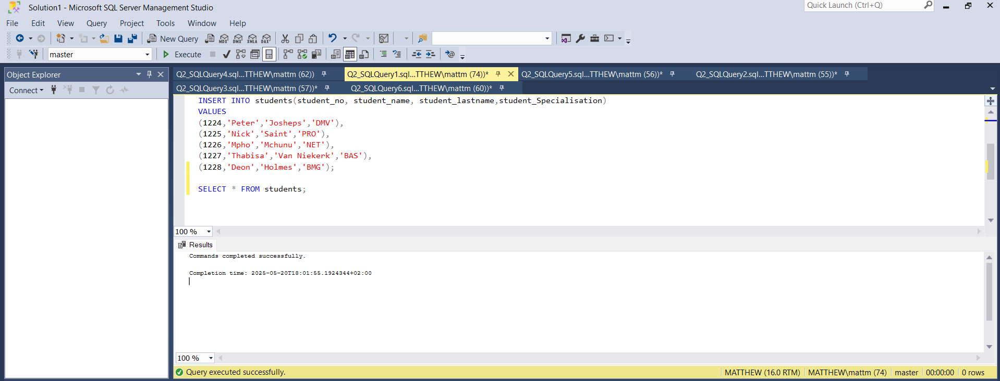 Solution1 - Microsoft SQL Server Management Studio
Quick Launch (Ctrl+Q)
File Edit View Query Project Tools Window Help
New Query MDX DMX XMLA DAX
master Execute
Object Explorer
Connect
Q2_SQLQuery4.sql...TTHEW\mattm (62)) Q2_SQLQuery1.sql...TTHEW\mattm (74))* Q2_SQLQuery5.sql...TTHEW\mattm (56))* Q2_SQLQuery2.sql...TTHEW\mattm (55))*
Q2_SQLQuery3.sql...TTHEW\mattm (57))* Q2_SQLQuery6.sql...TTHEW\mattm (60))*
INSERT INTO students(student_no, student_name, student_lastname,student_Specialisation)
VALUES
(1224,'Peter','Josheps','DMV'),
(1225,'Nick','Saint','PRO'),
(1226,'Mpho','Mchunu','NET'),
(1227,'Thabisa','Van Niekerk','BAS'),
(1228,'Deon','Holmes','BMG');
SELECT * FROM students;
100 %
Results
Commands completed successfully.
Completion time: 2025-05-20T18:01:55.1924344+02:00
100 %
Query executed successfully. MATTHEW (16.0 RTM) MATTHEW\mattm (74) master 00:00:00 0 rows